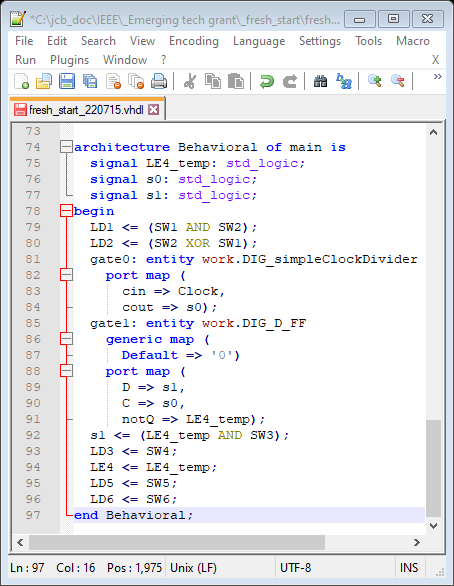 *C:\jcb_doc\IEEE\_Emerging tech grant\_fresh_start\fresh...
File Edit Search View Encoding Language Settings Tools Macro
Run Plugins Window ? X
fresh_start_220715.vhdl
73
74 architecture Behavioral of main is
75 signal LE4_temp: std_logic;
76 signal s0: std_logic;
77 signal s1: std_logic;
78 begin
79 LD1 <= (SW1 AND SW2);
80 LD2 <= (SW2 XOR SW1);
81 gate0: entity work.DIG_simpleClockDivider
82 port map (
83 cin => Clock,
84 cout => s0);
85 gate1: entity work.DIG_D_FF
86 generic map (
87 Default => '0')
88 port map (
89 D => s1,
90 C => s0,
91 notQ => LE4_temp);
92 s1 <= (LE4_temp AND SW3);
93 LD3 <= SW4;
94 LE4 <= LE4_temp;
95 LD5 <= SW5;
96 LD6 <= SW6;
97 end Behavioral;
Ln : 97 Col : 16 Pos : 1,975 Unix (LF) UTF-8 INS